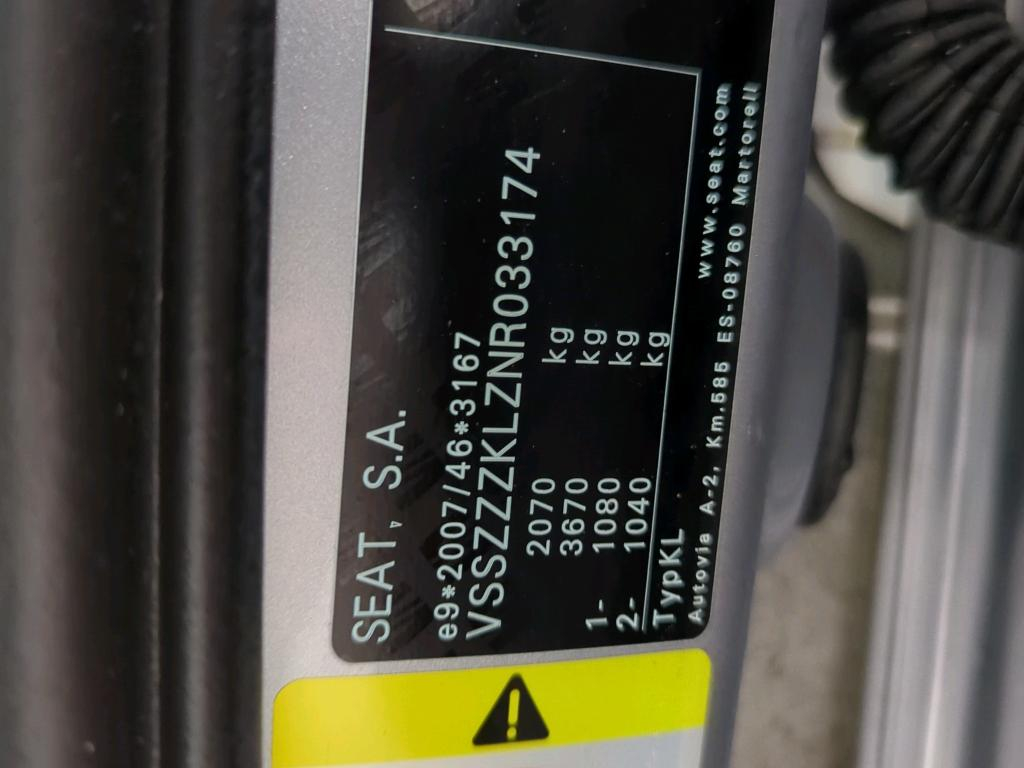 SEAT, S.A.
e9*2007/46*3167
VSSZZZKLZNR033174
2070 kg
3670 kg
1- 1080 kg
2- 1040 kg
TypKL
www.seat.com
Autovia A-2, Km.585 ES-08760 Martorell